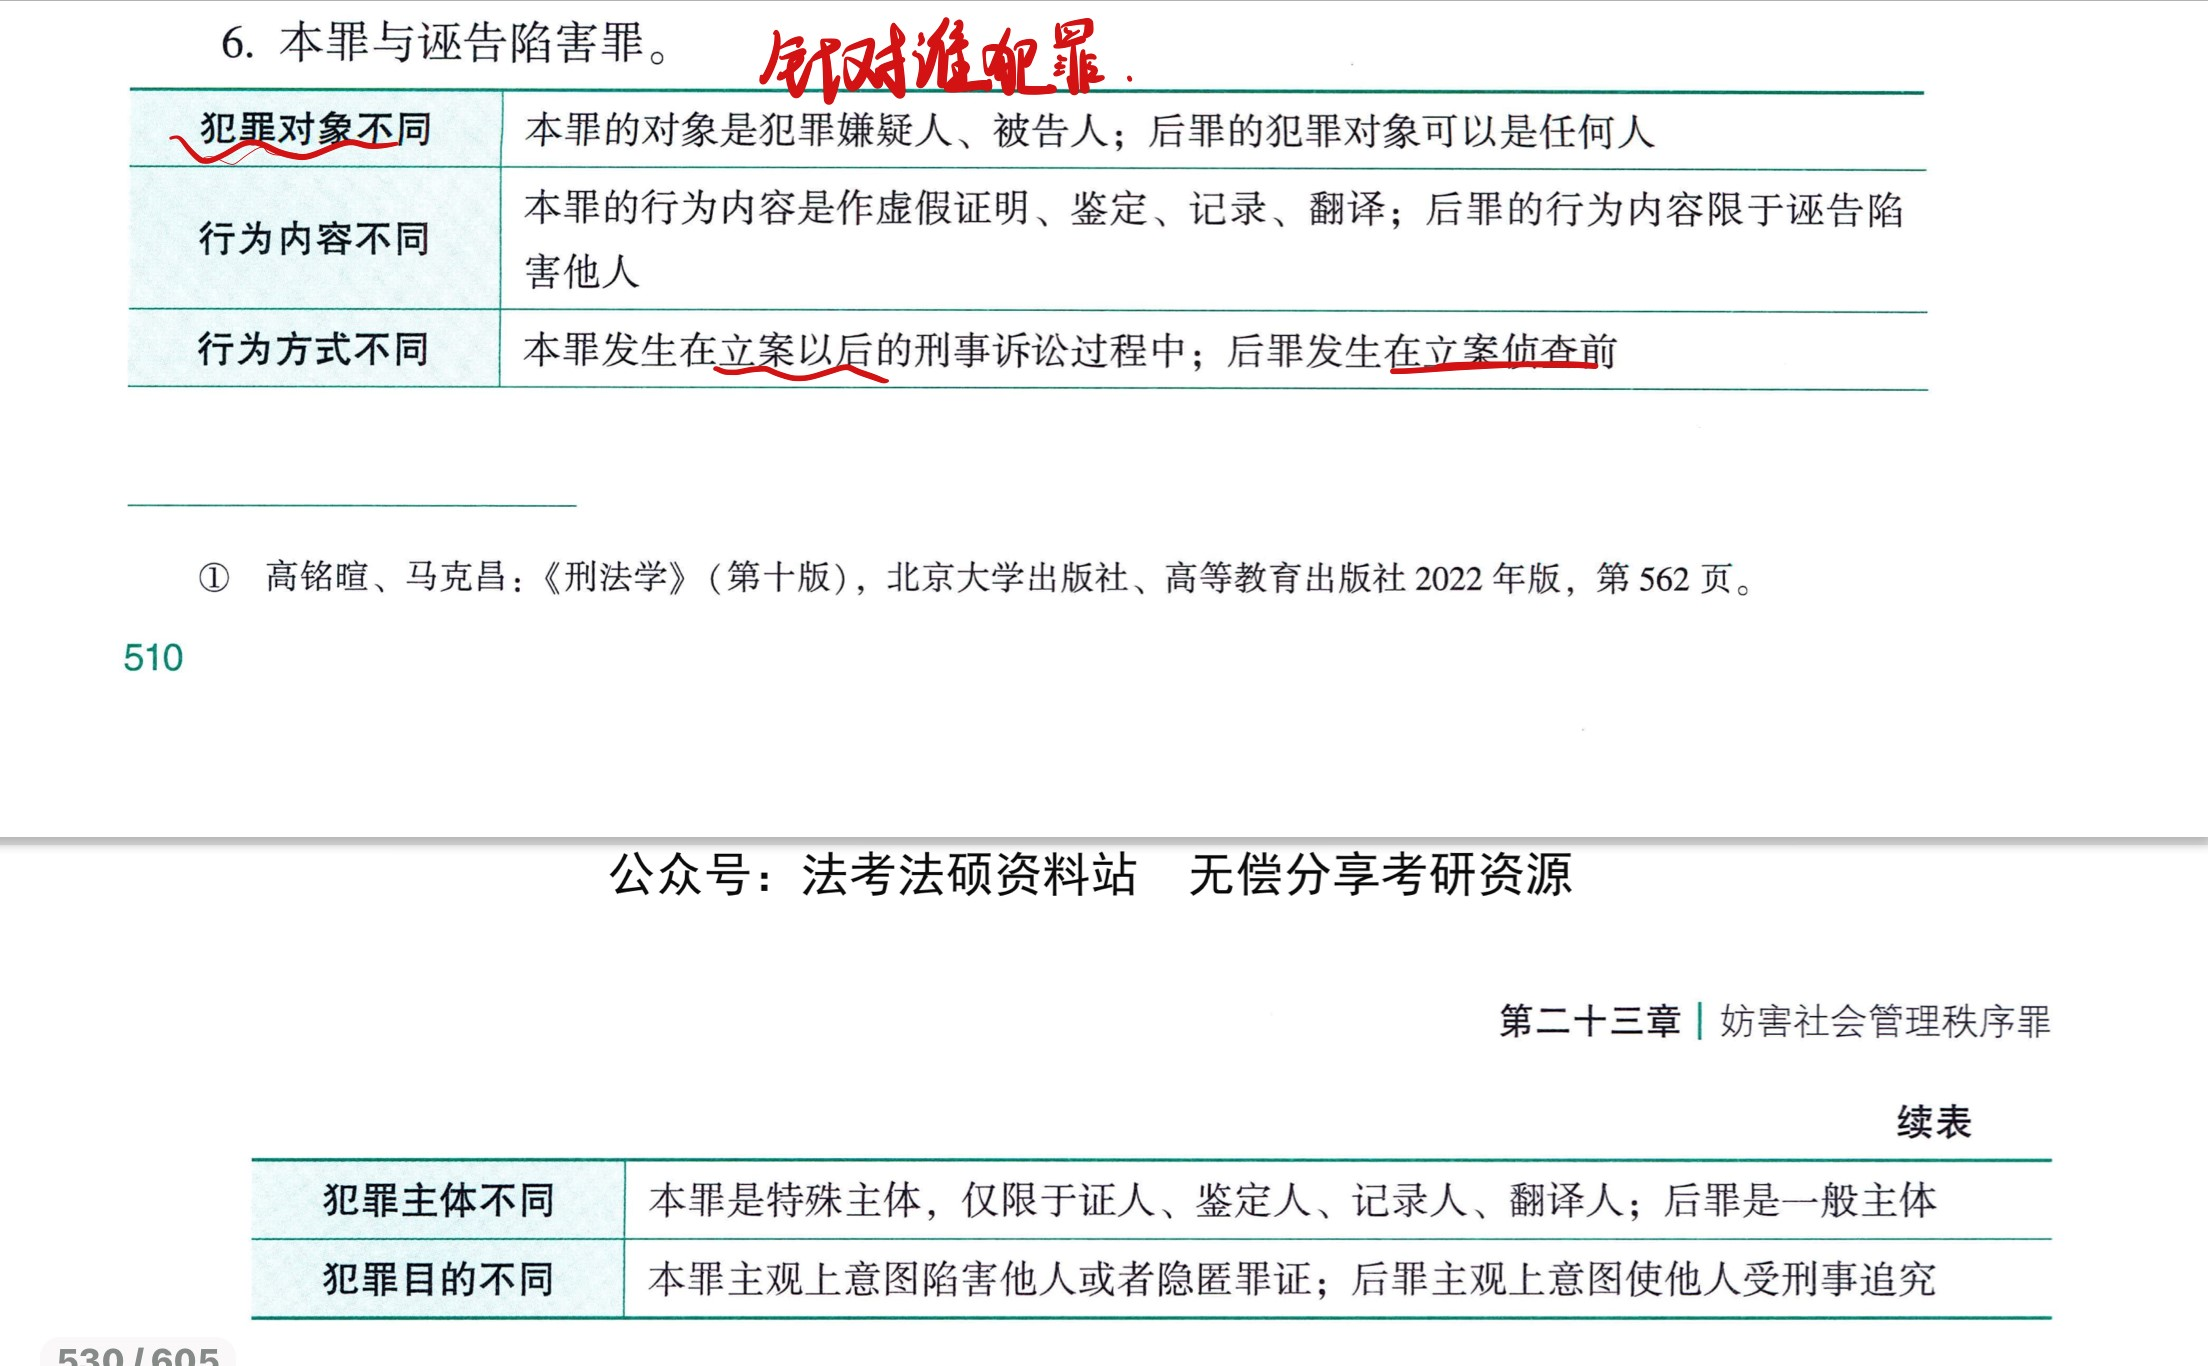 6. 本罪与诬告陷害罪。
针对谁犯罪.
犯罪对象不同
本罪的对象是犯罪嫌疑人、被告人；后罪的犯罪对象可以是任何人
行为内容不同
本罪的行为内容是作虚假证明、鉴定、记录、翻译；后罪的行为内容限于诬告陷
害他人
行为方式不同
本罪发生在立案以后的刑事诉讼过程中；后罪发生在立案侦查前
① 高铭暄、马克昌：《刑法学》（第十版），北京大学出版社、高等教育出版社 2022 年版，第 562 页。
510
公众号：法考法硕资料站 无偿分享考研资源
第二十三章 | 妨害社会管理秩序罪
续表
犯罪主体不同
本罪是特殊主体，仅限于证人、鉴定人、记录人、翻译人；后罪是一般主体
犯罪目的不同
本罪主观上意图陷害他人或者隐匿罪证；后罪主观上意图使他人受刑事追究
530/605